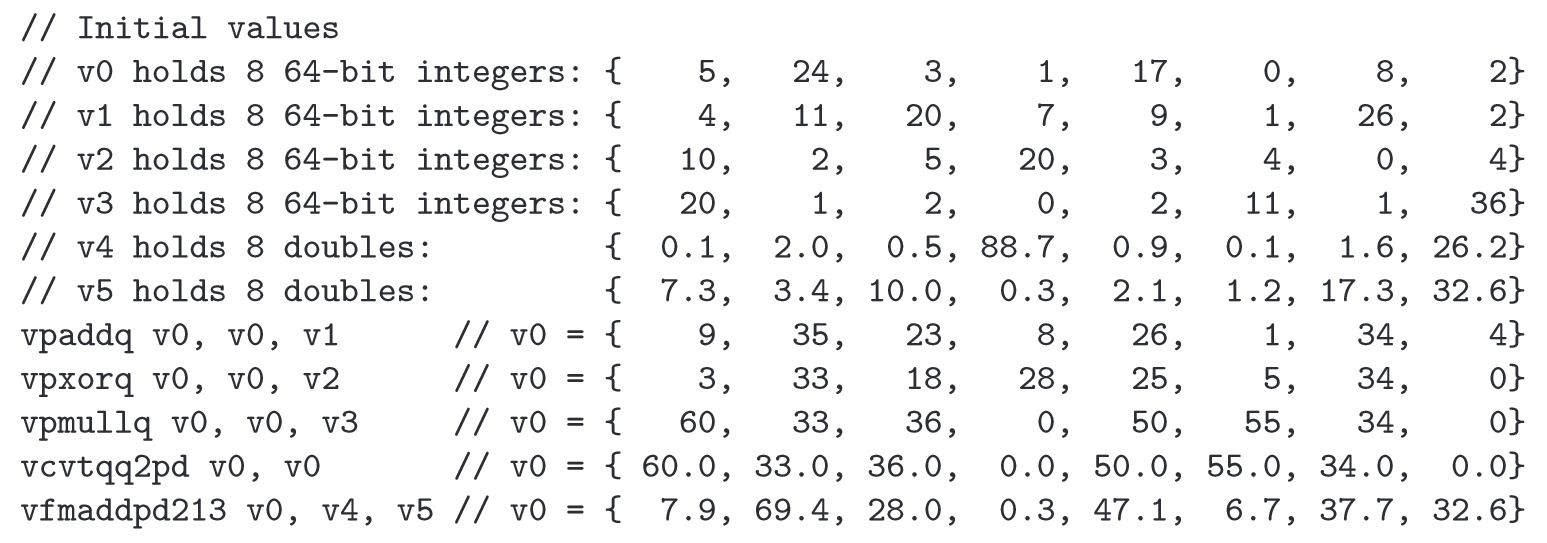 // Initial values
// v0 holds 8 64-bit integers: {    5,   24,    3,    1,   17,    0,    8,    2}
// v1 holds 8 64-bit integers: {    4,   11,   20,    7,    9,    1,   26,    2}
// v2 holds 8 64-bit integers: {   10,    2,    5,   20,    3,    4,    0,    4}
// v3 holds 8 64-bit integers: {   20,    1,    2,    0,    2,   11,    1,   36}
// v4 holds 8 doubles:         {  0.1,  2.0,  0.5, 88.7,  0.9,  0.1,  1.6, 26.2}
// v5 holds 8 doubles:         {  7.3,  3.4, 10.0,  0.3,  2.1,  1.2, 17.3, 32.6}
vpaddq v0, v0, v1      // v0 = {    9,   35,   23,    8,   26,    1,   34,    4}
vpxorq v0, v0, v2      // v0 = {    3,   33,   18,   28,   25,    5,   34,    0}
vpmullq v0, v0, v3     // v0 = {   60,   33,   36,    0,   50,   55,   34,    0}
vcvtqq2pd v0, v0       // v0 = { 60.0, 33.0, 36.0,  0.0, 50.0, 55.0, 34.0,  0.0}
vfmaddpd213 v0, v4, v5 // v0 = {  7.9, 69.4, 28.0,  0.3, 47.1,  6.7, 37.7, 32.6}